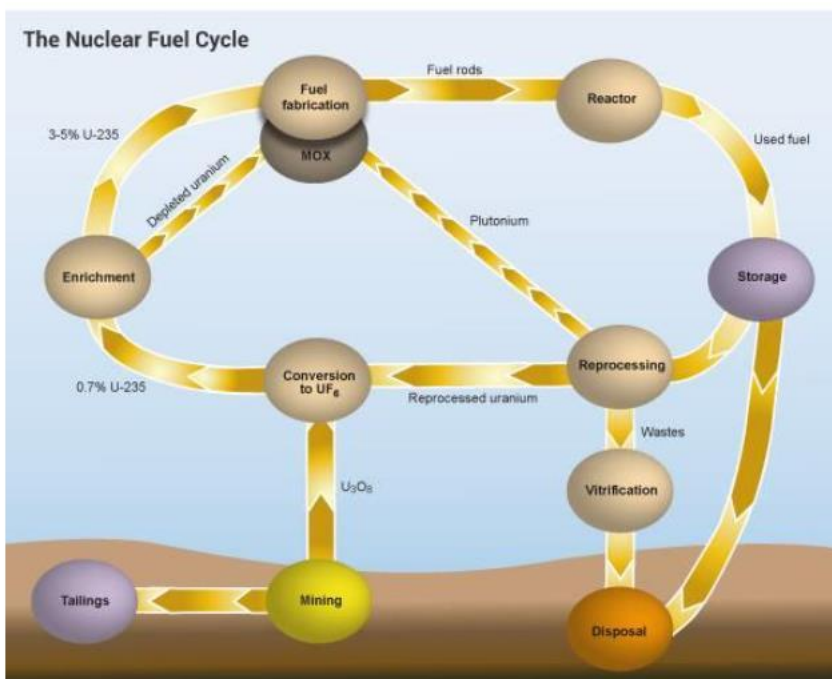 The Nuclear Fuel Cycle
Fuel
fabrication
Fuel rods
Reactor
3-5% U-235
MOX
Used fuel
Depleted uranium
Plutonium
Enrichment
Storage
Conversion
to UF₆
Reprocessing
0.7% U-235
Reprocessed uranium
Wastes
U₃O₈
Vitrification
Tailings
Mining
Disposal